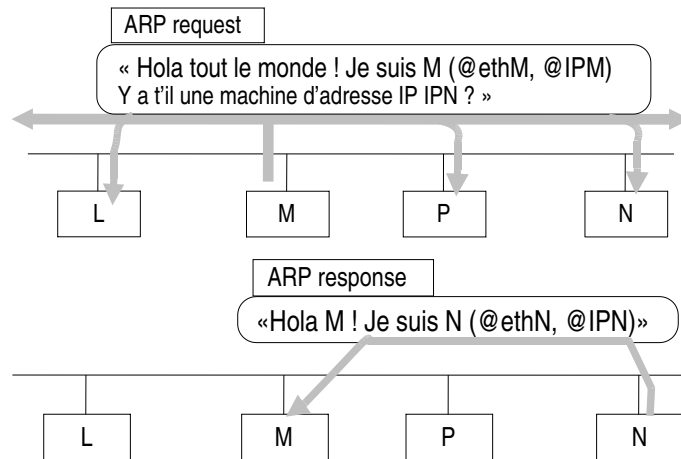 ARP request
« Hola tout le monde ! Je suis M (@ethM, @IPM)
Y a t'il une machine d'adresse IP IPN ? »
L
M
P
N
ARP response
«Hola M ! Je suis N (@ethN, @IPN)»
L
M
P
N